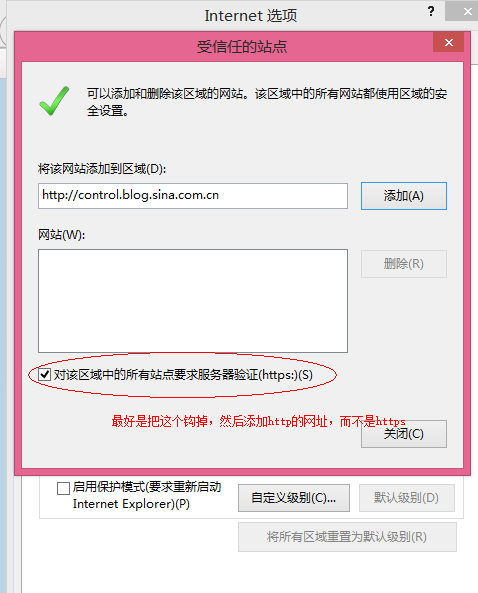 Internet 选项
?
受信任的站点
可以添加和删除该区域的网站。该区域中的所有网站都使用区域的安
全设置。
将该网站添加到区域(D):
http://control.blog.sina.com.cn
添加(A)
网站(W):
删除(R)
对该区域中的所有站点要求服务器验证(https:)(S)
最好是把这个钩掉，然后添加http的网址，而不是https
关闭(C)
启用保护模式(要求重新启动
Internet Explorer)(P)
自定义级别(C)...
默认级别(D)
将所有区域重置为默认级别(R)